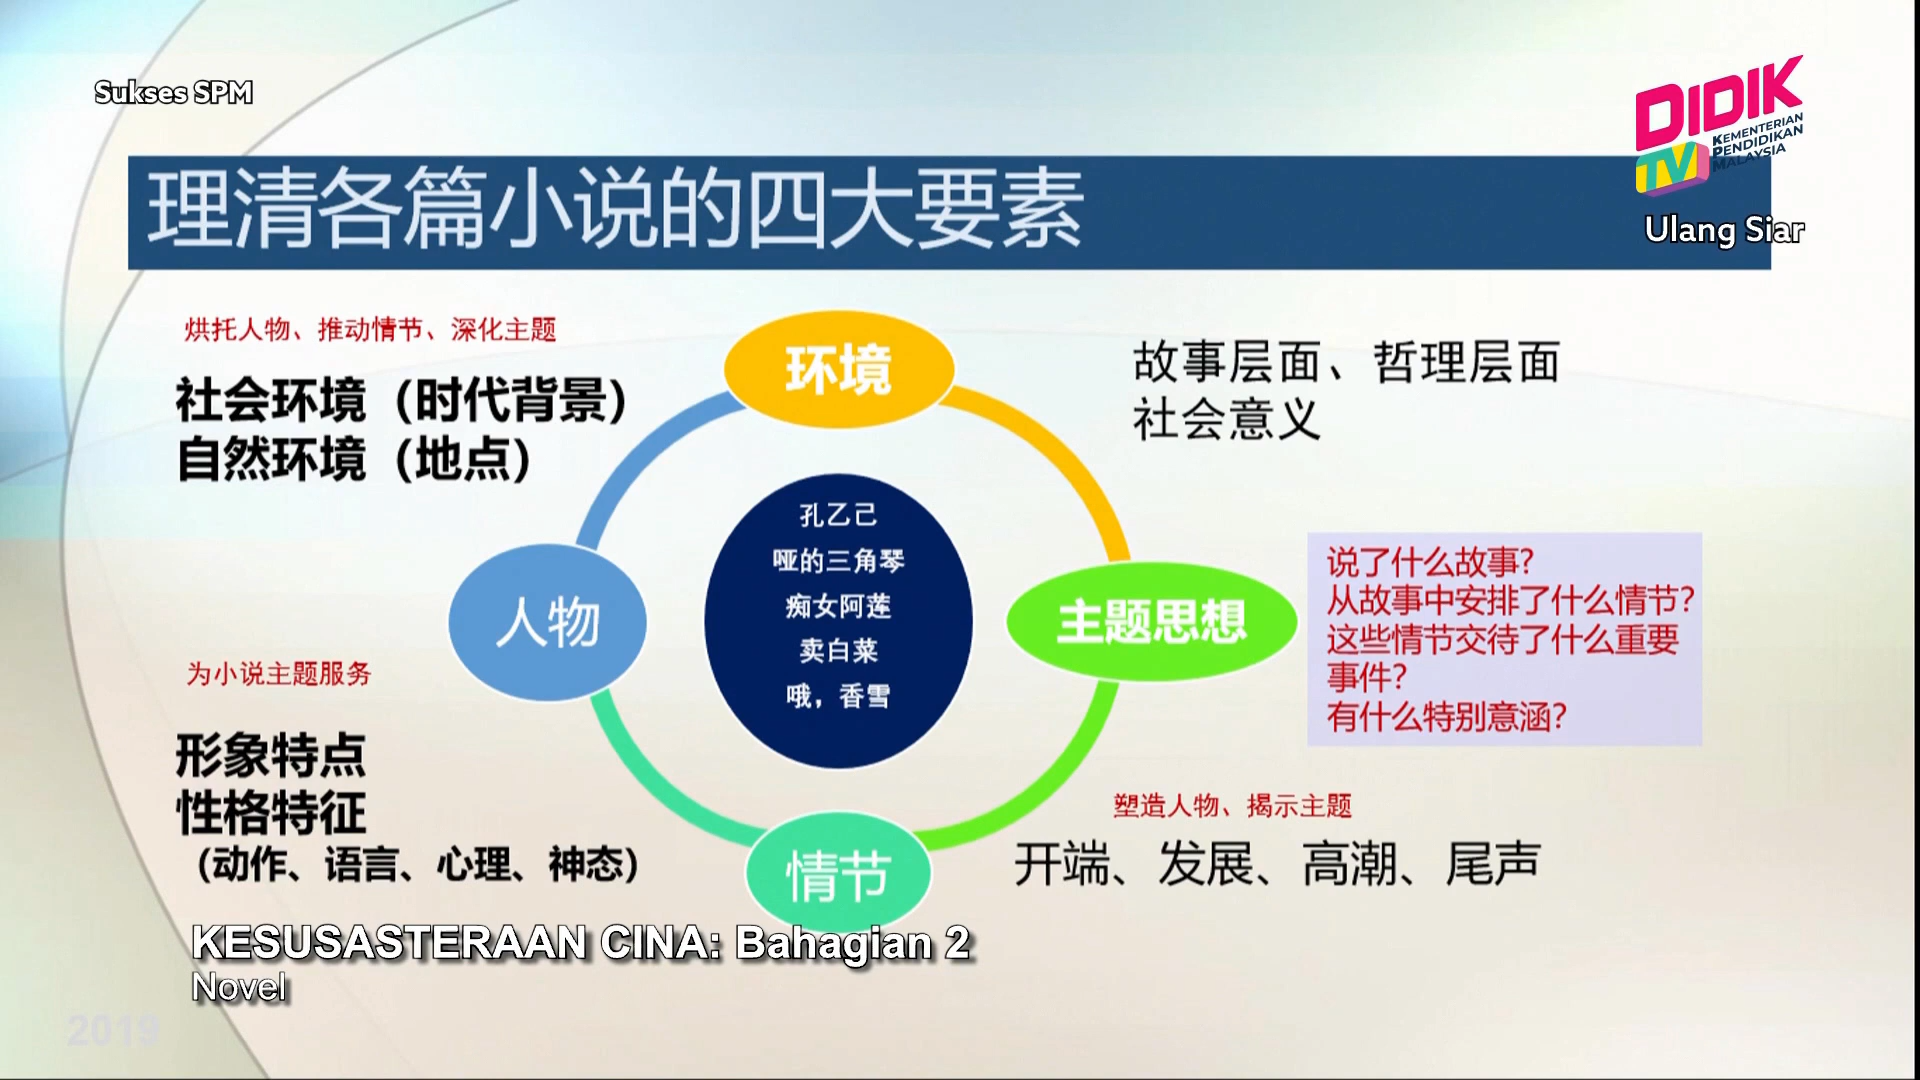 Sukses SPM
DIDIK
TV
KEMENTERIAN
PENDIDIKAN
MALAYSIA
Ulang Siar
理清各篇小说的四大要素
烘托人物、推动情节、深化主题
社会环境（时代背景）
自然环境（地点）
环境
故事层面、哲理层面
社会意义
孔乙己
哑的三角琴
痴女阿莲
卖白菜
哦，香雪
人物
主题思想
说了什么故事?
从故事中安排了什么情节?
这些情节交待了什么重要
事件?
有什么特别意涵?
为小说主题服务
形象特点
性格特征
（动作、语言、心理、神态）
情节
塑造人物、揭示主题
开端、发展、高潮、尾声
KESUSASTERAAN CINA: Bahagian 2
Novel
2019